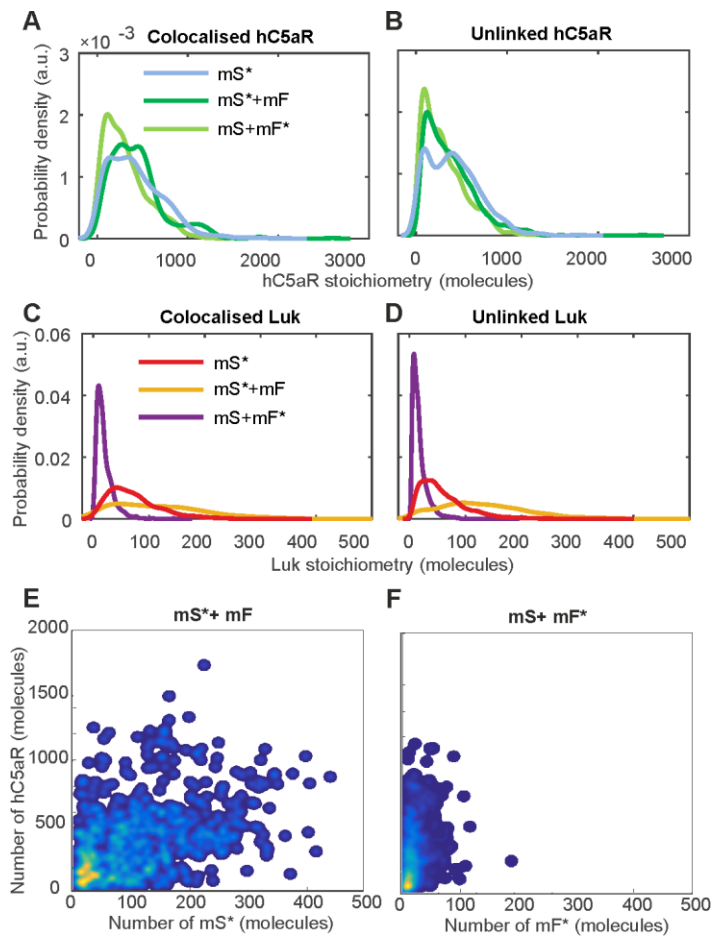 A
Colocalised hC5aR
B
Unlinked hC5aR
3 × 10 -3
2
1
0
Probability density (a.u.)
mS*
mS*+mF
mS+mF*
0 1000 2000 3000
0 1000 2000 3000
hC5aR stoichiometry (molecules)
C
Colocalised Luk
D
Unlinked Luk
0.06
0.04
0.02
0
Probability density (a.u.)
mS*
mS*+mF
mS+mF*
0 100 200 300 400 500
0 100 200 300 400 500
Luk stoichiometry (molecules)
E
mS*+ mF
F
mS+ mF*
2000
1500
1000
500
0
Number of hC5aR (molecules)
0 100 200 300 400 500
0 100 200 300 400 500
Number of mS* (molecules)
Number of mF* (molecules)